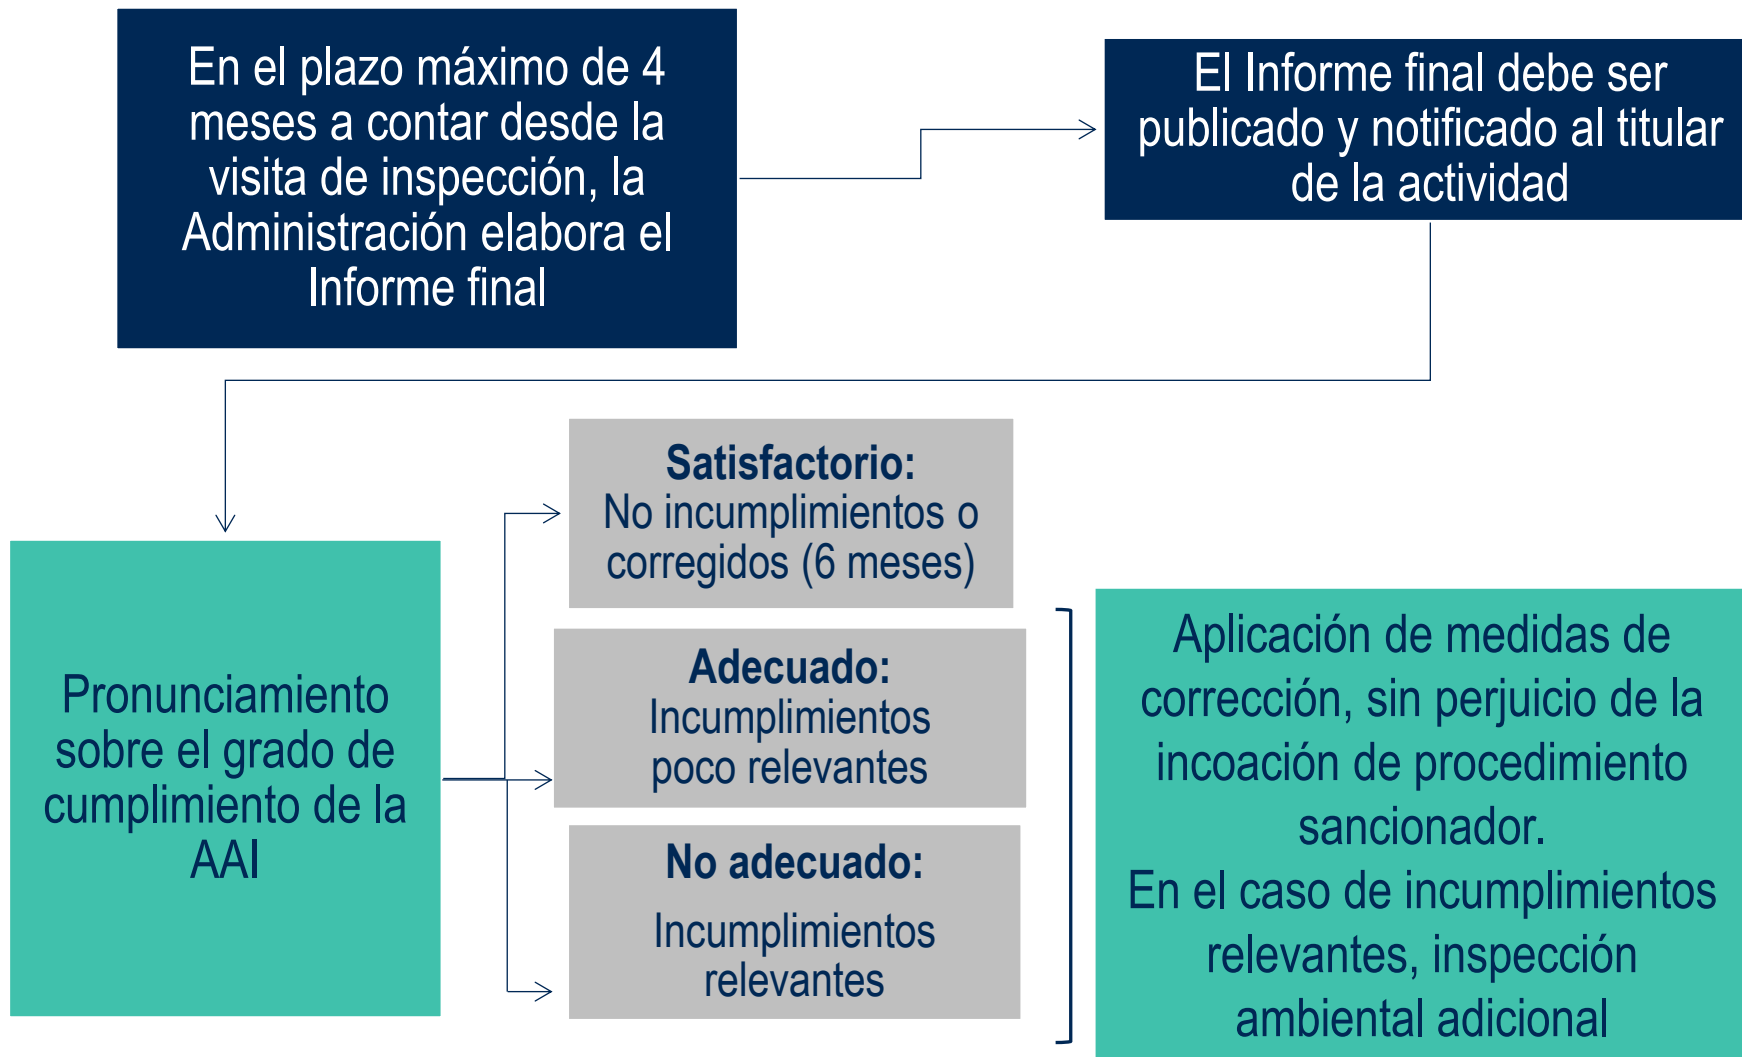 En el plazo máximo de 4
meses a contar desde la
visita de inspección, la
Administración elabora el
Informe final
El Informe final debe ser
publicado y notificado al titular
de la actividad
Pronunciamiento
sobre el grado de
cumplimiento de la
AAI
Satisfactorio:
No incumplimientos o
corregidos (6 meses)
Adecuado:
Incumplimientos
poco relevantes
No adecuado:
Incumplimientos
relevantes
Aplicación de medidas de
corrección, sin perjuicio de la
incoación de procedimiento
sancionador.
En el caso de incumplimientos
relevantes, inspección
ambiental adicional